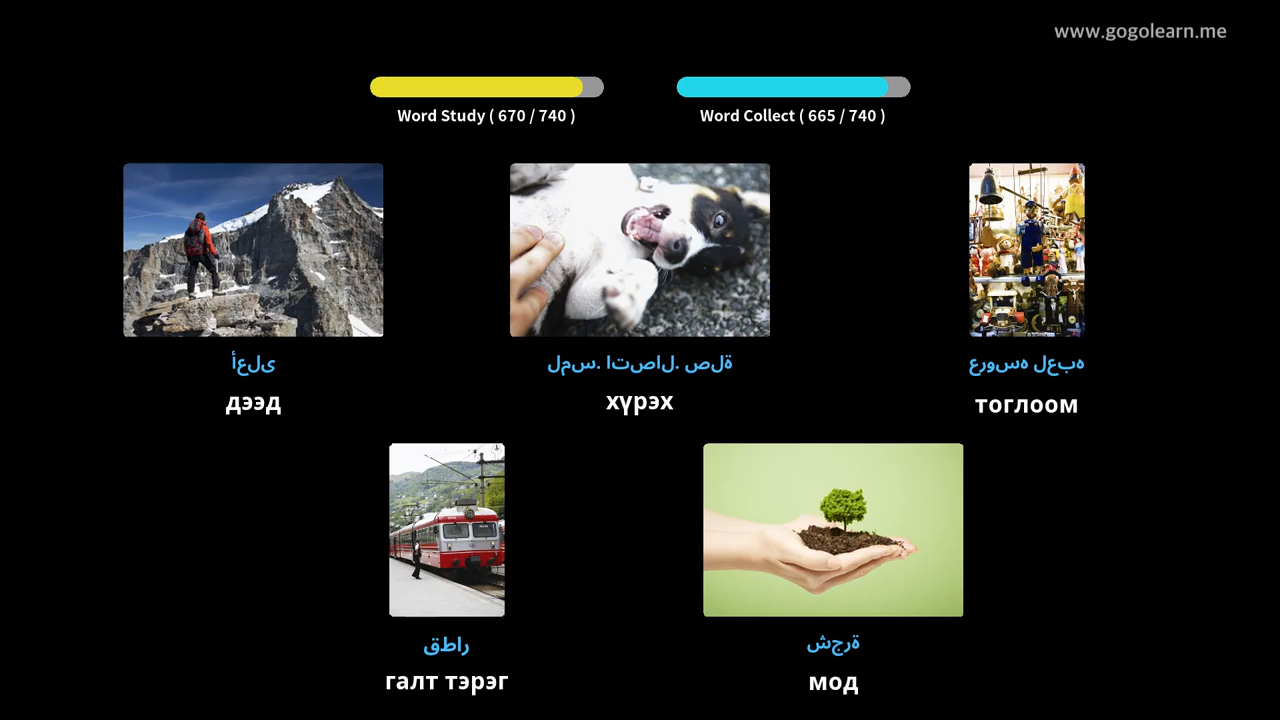 www.gogolearn.me
Word Study ( 670 / 740 )
Word Collect ( 665 / 740 )
أعلى
дээд
لمس. اتصال. صلة
хүрэх
عروسه لعبه
тоглоом
قطار
галт тэрэг
شجرة
мод